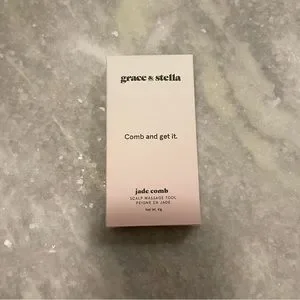 grace & stella
Comb and get it.
jade comb
SCALP MASSAGE TOOL
PEIGNE EN JADE